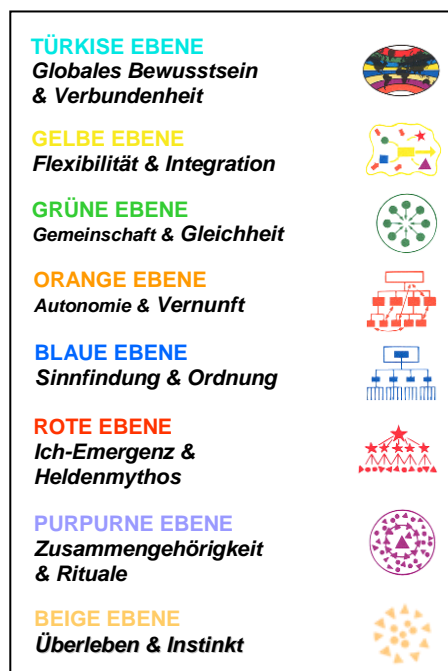 TÜRKISE EBENE
Globales Bewusstsein
& Verbundenheit
GELBE EBENE
Flexibilität & Integration
GRÜNE EBENE
Gemeinschaft & Gleichheit
ORANGE EBENE
Autonomie & Vernunft
BLAUE EBENE
Sinnfindung & Ordnung
ROTE EBENE
Ich-Emergenz &
Heldenmythos
PURPURNE EBENE
Zusammengehörigkeit
& Rituale
BEIGE EBENE
Überleben & Instinkt